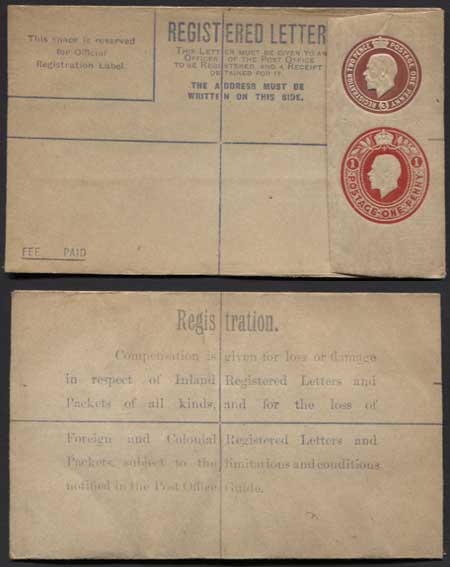 This space is reserved
for Official
Registration Label.
REGISTERED LETTER
THIS LETTER MUST BE GIVEN TO AN
OFFICER OF THE POST OFFICE
TO BE REGISTERED, AND A RECEIPT
OBTAINED FOR IT.
THE ADDRESS MUST BE
WRITTEN ON THIS SIDE.
REGISTRATION TWO PENCE POSTAGE ONE PENNY
3
1 1
POSTAGE·ONE·PENNY
FEE PAID
Registration.
Compensation is given for loss or damage
in respect of Inland Registered Letters and
Packets of all kinds, and for the loss of
Foreign and Colonial Registered Letters and
Packets, subject to the limitations and conditions
notified in the Post Office Guide.